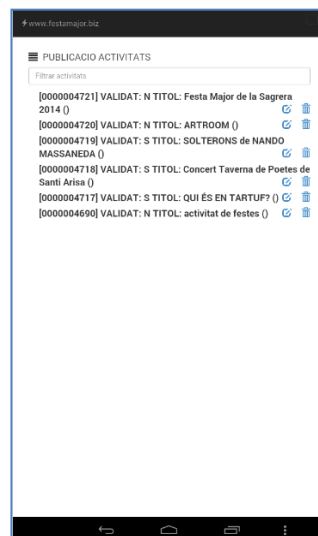 www.festamajor.biz
PUBLICACIO ACTIVITATS
Filtrar activitats
[0000004721] VALIDAT: N TITOL: Festa Major de la Sagrera
2014 ()
[0000004720] VALIDAT: N TITOL: ARTROOM ()
[0000004719] VALIDAT: S TITOL: SOLTERONS de NANDO
MASSANEDA ()
[0000004718] VALIDAT: S TITOL: Concert Taverna de Poetes de
Santi Arisa ()
[0000004717] VALIDAT: S TITOL: QUI ÉS EN TARTUF? ()
[0000004690] VALIDAT: N TITOL: activitat de festes ()